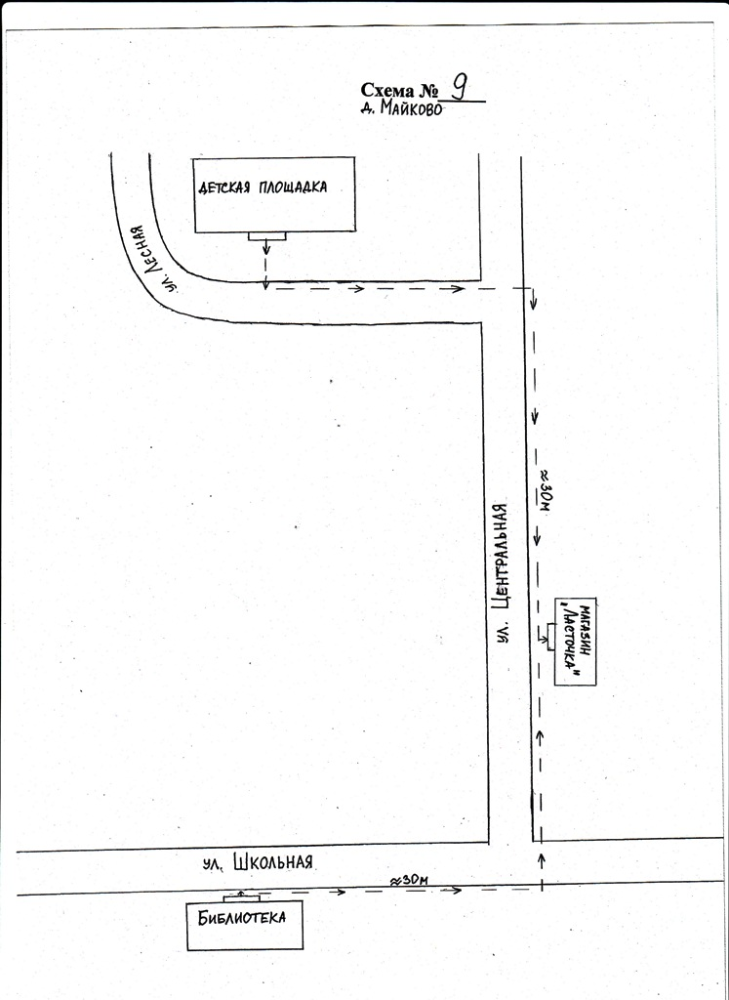 Схема № 9
д. Майково
детская площадка
ул. Лесная
≈30м
ул. Центральная
магазин
"Ласточка"
ул. Школьная
≈30м
Библиотека